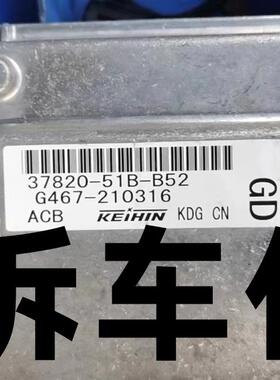 37820-51B-B52
G467-210316
ACB KEIHIN KDG CN
GD
拆车件